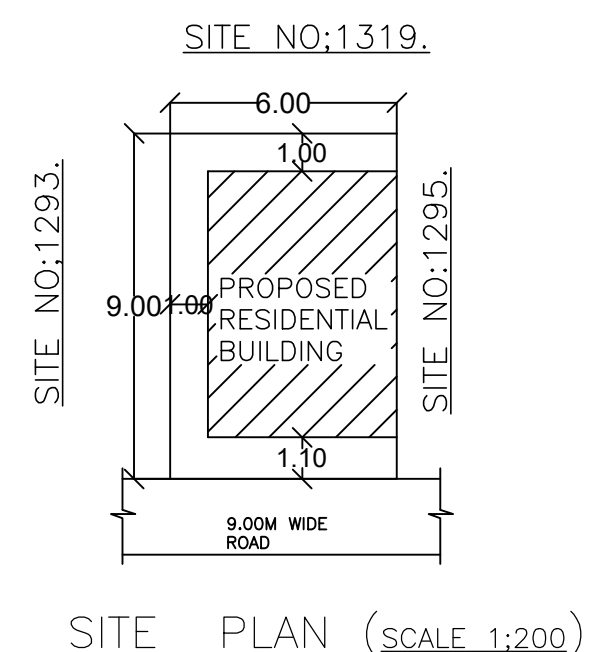 SITE NO;1319.
6.00
1.00
SITE NO;1293.
SITE NO:1295.
9.00
1.00
PROPOSED
RESIDENTIAL
BUILDING
1.10
9.00M WIDE
ROAD
SITE PLAN (SCALE 1;200)